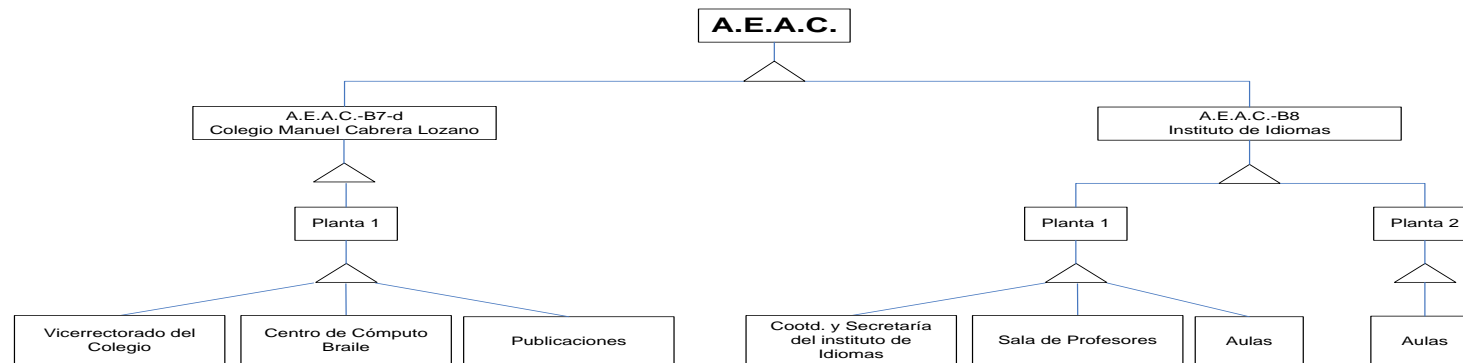 A.E.A.C.
A.E.A.C.-B7-d
Colegio Manuel Cabrera Lozano
A.E.A.C.-B8
Instituto de Idiomas
Planta 1
Planta 1
Planta 2
Vicerrectorado del
Colegio
Centro de Cómputo
Braile
Publicaciones
Cootd. y Secretaría
del instituto de
Idiomas
Sala de Profesores
Aulas
Aulas